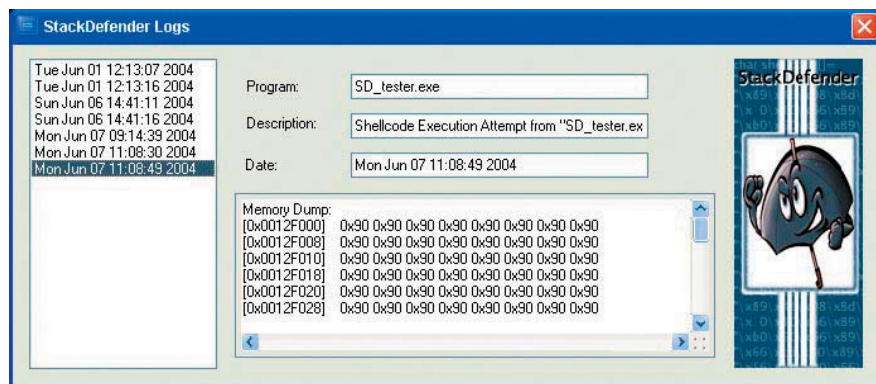 StackDefender Logs
Tue Jun 01 12:13:07 2004
Tue Jun 01 12:13:16 2004
Sun Jun 06 14:41:11 2004
Sun Jun 06 14:41:16 2004
Mon Jun 07 09:14:39 2004
Mon Jun 07 11:08:30 2004
Mon Jun 07 11:08:49 2004
Program: SD_tester.exe
Description: Shellcode Execution Attempt from "SD_tester.ex
Date: Mon Jun 07 11:08:49 2004
Memory Dump:
[0x0012F000] 0x90 0x90 0x90 0x90 0x90 0x90 0x90 0x90
[0x0012F008] 0x90 0x90 0x90 0x90 0x90 0x90 0x90 0x90
[0x0012F010] 0x90 0x90 0x90 0x90 0x90 0x90 0x90 0x90
[0x0012F018] 0x90 0x90 0x90 0x90 0x90 0x90 0x90 0x90
[0x0012F020] 0x90 0x90 0x90 0x90 0x90 0x90 0x90 0x90
[0x0012F028] 0x90 0x90 0x90 0x90 0x90 0x90 0x90 0x90
StackDefender